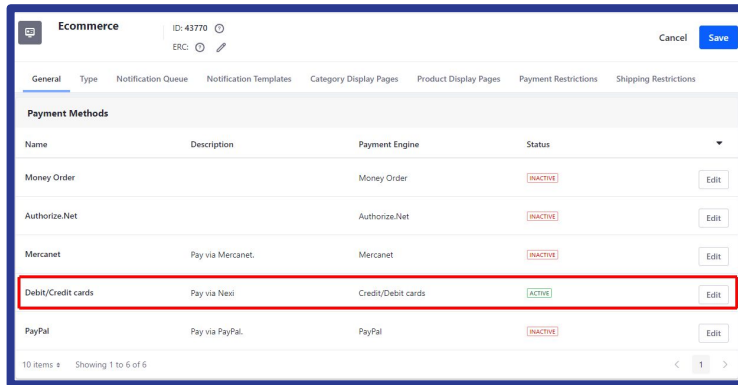 Ecommerce
ID: 43770
ERC:
Cancel Save
General Type Notification Queue Notification Templates Category Display Pages Product Display Pages Payment Restrictions Shipping Restrictions
Payment Methods
Name Description Payment Engine Status
Money Order Money Order INACTIVE Edit
Authorize.Net Authorize.Net INACTIVE Edit
Mercanet Pay via Mercanet. Mercanet INACTIVE Edit
Debit/Credit cards Pay via Nexi Credit/Debit cards ACTIVE Edit
PayPal Pay via PayPal. PayPal INACTIVE Edit
10 items Showing 1 to 6 of 6 < 1 >